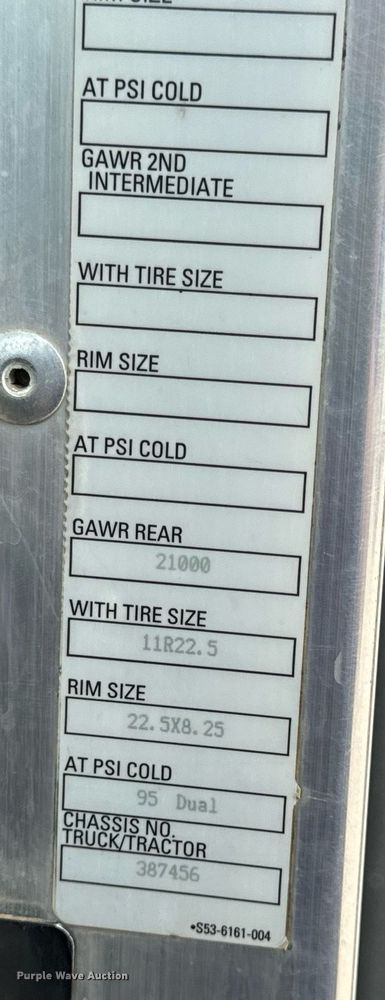 AT PSI COLD
GAWR 2ND
INTERMEDIATE
WITH TIRE SIZE
RIM SIZE
AT PSI COLD
GAWR REAR
21000
WITH TIRE SIZE
11R22.5
RIM SIZE
22.5X8.25
AT PSI COLD
95 Dual
CHASSIS NO.
TRUCK/TRACTOR
387456
*S53-6161-004
Purple Wave Auction